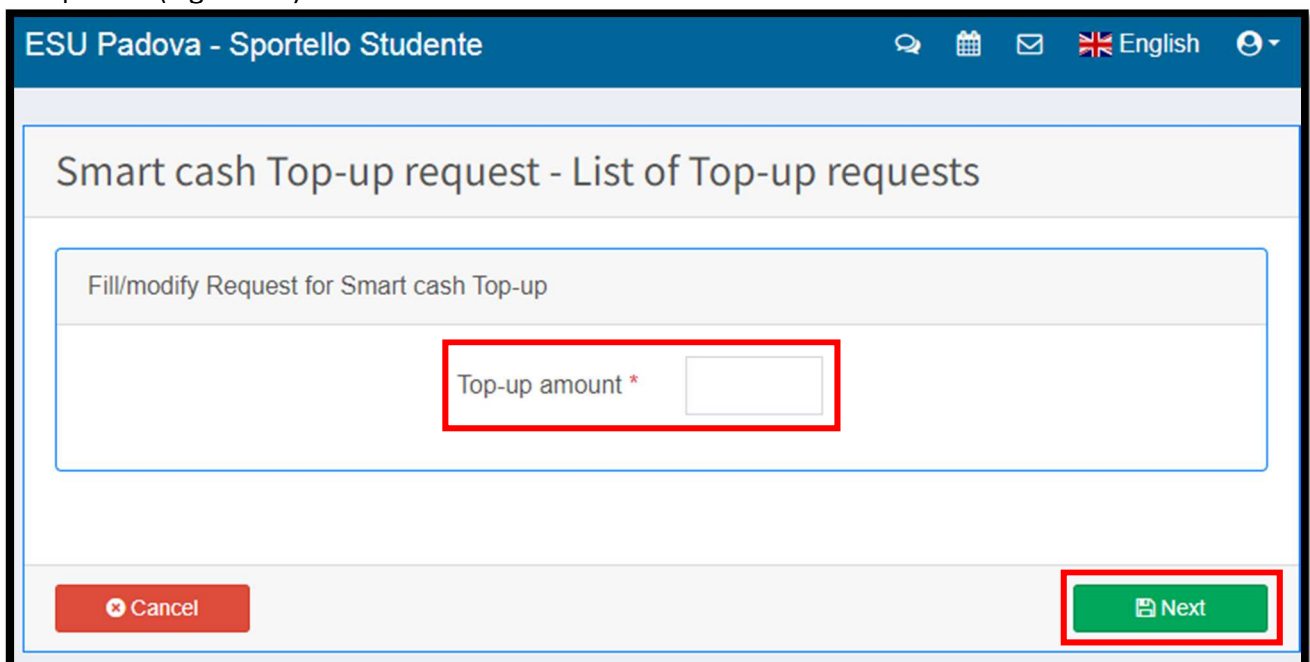 ESU Padova - Sportello Studente English
Smart cash Top-up request - List of Top-up requests
Fill/modify Request for Smart cash Top-up
Top-up amount *
Cancel Next